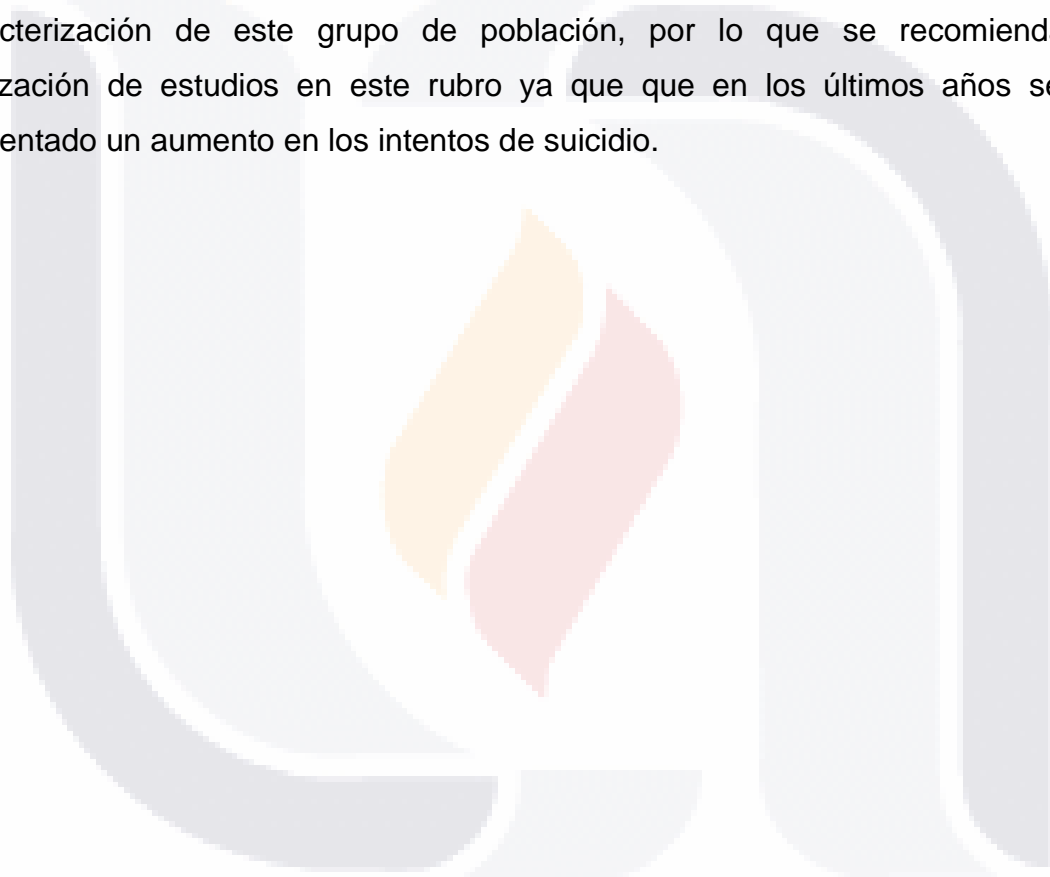 cterización de este grupo de población, por lo que se recomienda
zación de estudios en este rubro ya que que en los últimos años se
entado un aumento en los intentos de suicidio.